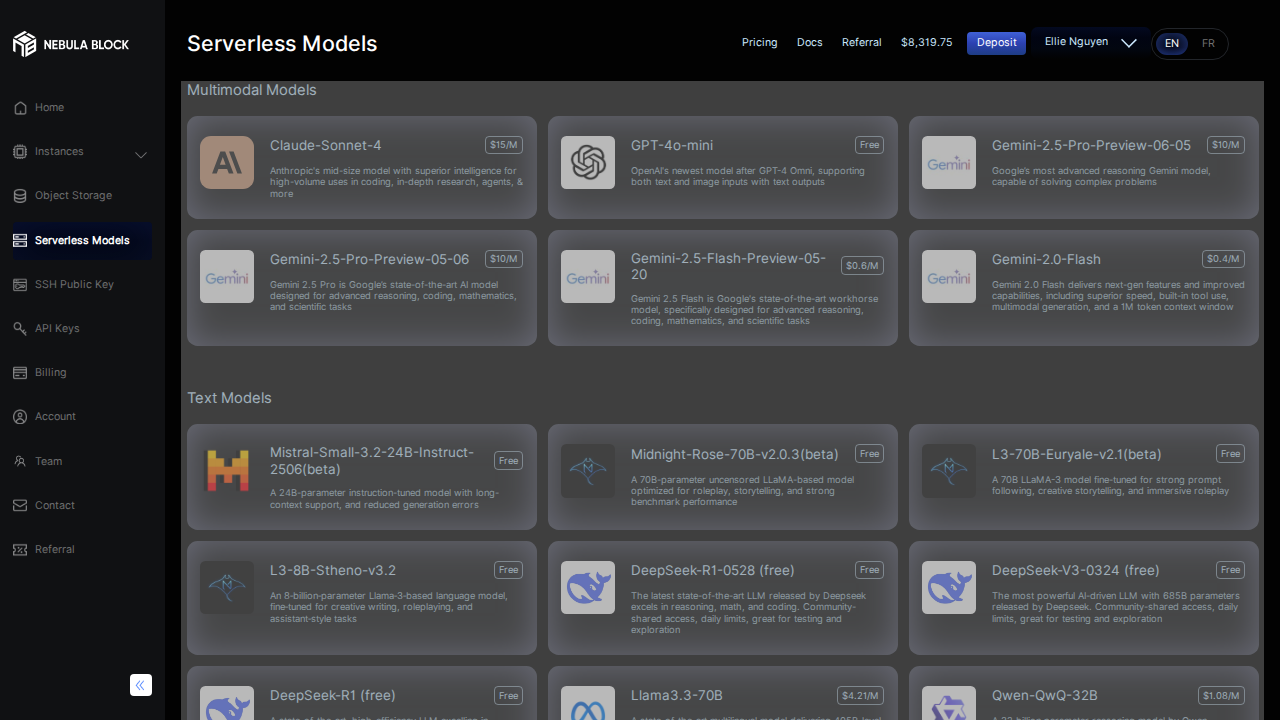 NEBULA BLOCK
Serverless Models
Pricing
Docs
Referral
$8,319.75
Deposit
Ellie Nguyen
EN
FR
Home
Instances
Object Storage
Serverless Models
SSH Public Key
API Keys
Billing
Account
Team
Contact
Referral
Multimodal Models
Claude-Sonnet-4
$15/M
Anthropic's mid-size model with superior intelligence for
high-volume uses in coding, in-depth research, agents, &
more
GPT-4o-mini
Free
OpenAI's newest model after GPT-4 Omni, supporting
both text and image inputs with text outputs
Gemini
Gemini-2.5-Pro-Preview-06-05
$10/M
Google's most advanced reasoning Gemini model,
capable of solving complex problems
Gemini
Gemini-2.5-Pro-Preview-05-06
$10/M
Gemini 2.5 Pro is Google's state-of-the-art AI model
designed for advanced reasoning, coding, mathematics,
and scientific tasks
Gemini
Gemini-2.5-Flash-Preview-05-
20
$0.6/M
Gemini 2.5 Flash is Google's state-of-the-art workhorse
model, specifically designed for advanced reasoning,
coding, mathematics, and scientific tasks
Gemini
Gemini-2.0-Flash
$0.4/M
Gemini 2.0 Flash delivers next-gen features and improved
capabilities, including superior speed, built-in tool use,
multimodal generation, and a 1M token context window
Text Models
Mistral-Small-3.2-24B-Instruct-
2506(beta)
Free
A 24B-parameter instruction-tuned model with long-
context support, and reduced generation errors
Midnight-Rose-70B-v2.0.3(beta)
Free
A 70B-parameter uncensored LLaMA-based model
optimized for roleplay, storytelling, and strong
benchmark performance
L3-70B-Euryale-v2.1(beta)
Free
A 70B LLaMA-3 model fine-tuned for strong prompt
following, creative storytelling, and immersive roleplay
L3-8B-Stheno-v3.2
Free
An 8-billion-parameter Llama-3-based language model,
fine-tuned for creative writing, roleplaying, and
assistant-style tasks
DeepSeek-R1-0528 (free)
Free
The latest state-of-the-art LLM released by Deepseek
excels in reasoning, math, and coding. Community-
shared access, daily limits, great for testing and
exploration
DeepSeek-V3-0324 (free)
Free
The most powerful AI-driven LLM with 685B parameters
released by Deepseek. Community-shared access, daily
limits, great for testing and exploration
DeepSeek-R1 (free)
Free
Llama3.3-70B
$4.21/M
Qwen-QwQ-32B
$1.08/M